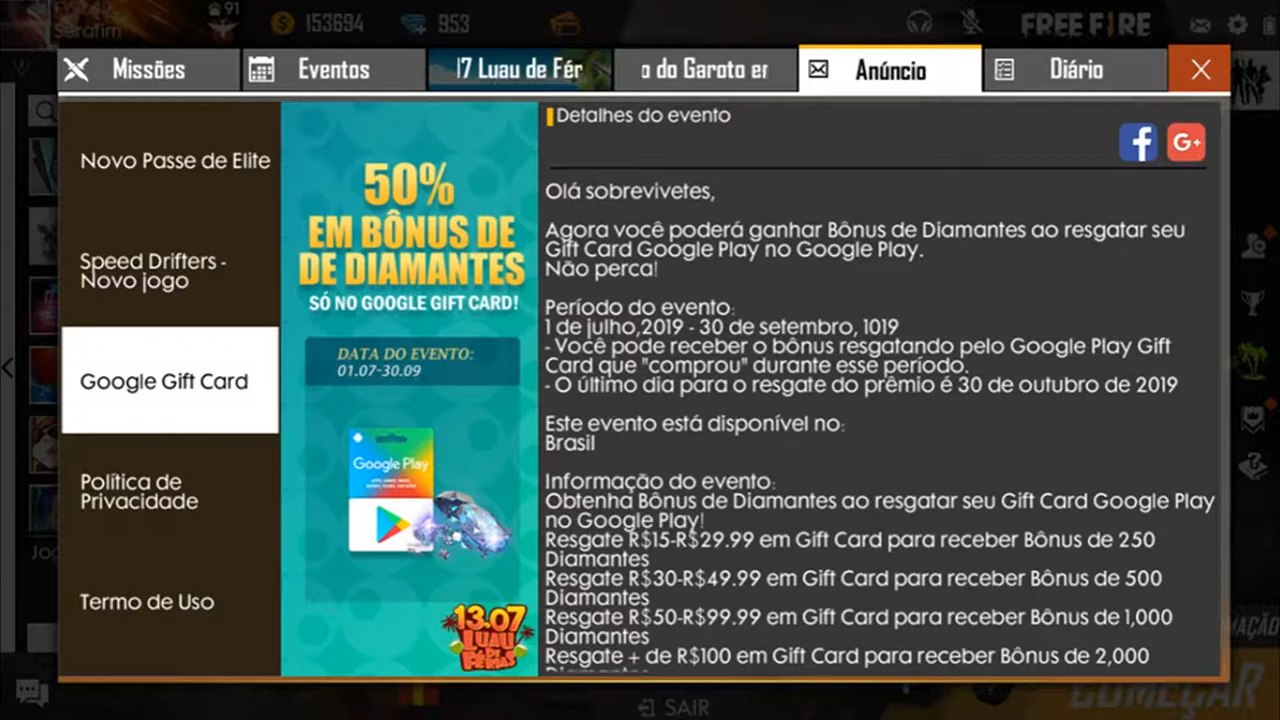 Serafim
91
153694
953
FREE FIRE
Missões
Eventos
17 Luau de Fér
o do Garoto er
Anúncio
Diário
Novo Passe de Elite
Speed Drifters -
Novo jogo
Google Gift Card
Política de
Privacidade
Termo de Uso
50%
EM BÔNUS DE
DE DIAMANTES
SÓ NO GOOGLE GIFT CARD!
DATA DO EVENTO:
01.07-30.09
Google Play
13.07
LUAU
DE
FÉRIAS
Detalhes do evento
Olá sobrevivetes,
Agora você poderá ganhar Bônus de Diamantes ao resgatar seu
Gift Card Google Play no Google Play.
Não perca!
Período do evento:
1 de julho,2019 - 30 de setembro, 1019
- Você pode receber o bônus resgatando pelo Google Play Gift
Card que "comprou" durante esse período.
- O último dia para o resgate do prêmio é 30 de outubro de 2019
Este evento está disponível no:
Brasil
Informação do evento:
Obtenha Bônus de Diamantes ao resgatar seu Gift Card Google Play
no Google Play!
Resgate R$15-R$29.99 em Gift Card para receber Bônus de 250
Diamantes
Resgate R$30-R$49.99 em Gift Card para receber Bônus de 500
Diamantes
Resgate R$50-R$99.99 em Gift Card para receber Bônus de 1,000
Diamantes
Resgate + de R$100 em Gift Card para receber Bônus de 2,000
Diamantes
SAIR
COMEÇAR